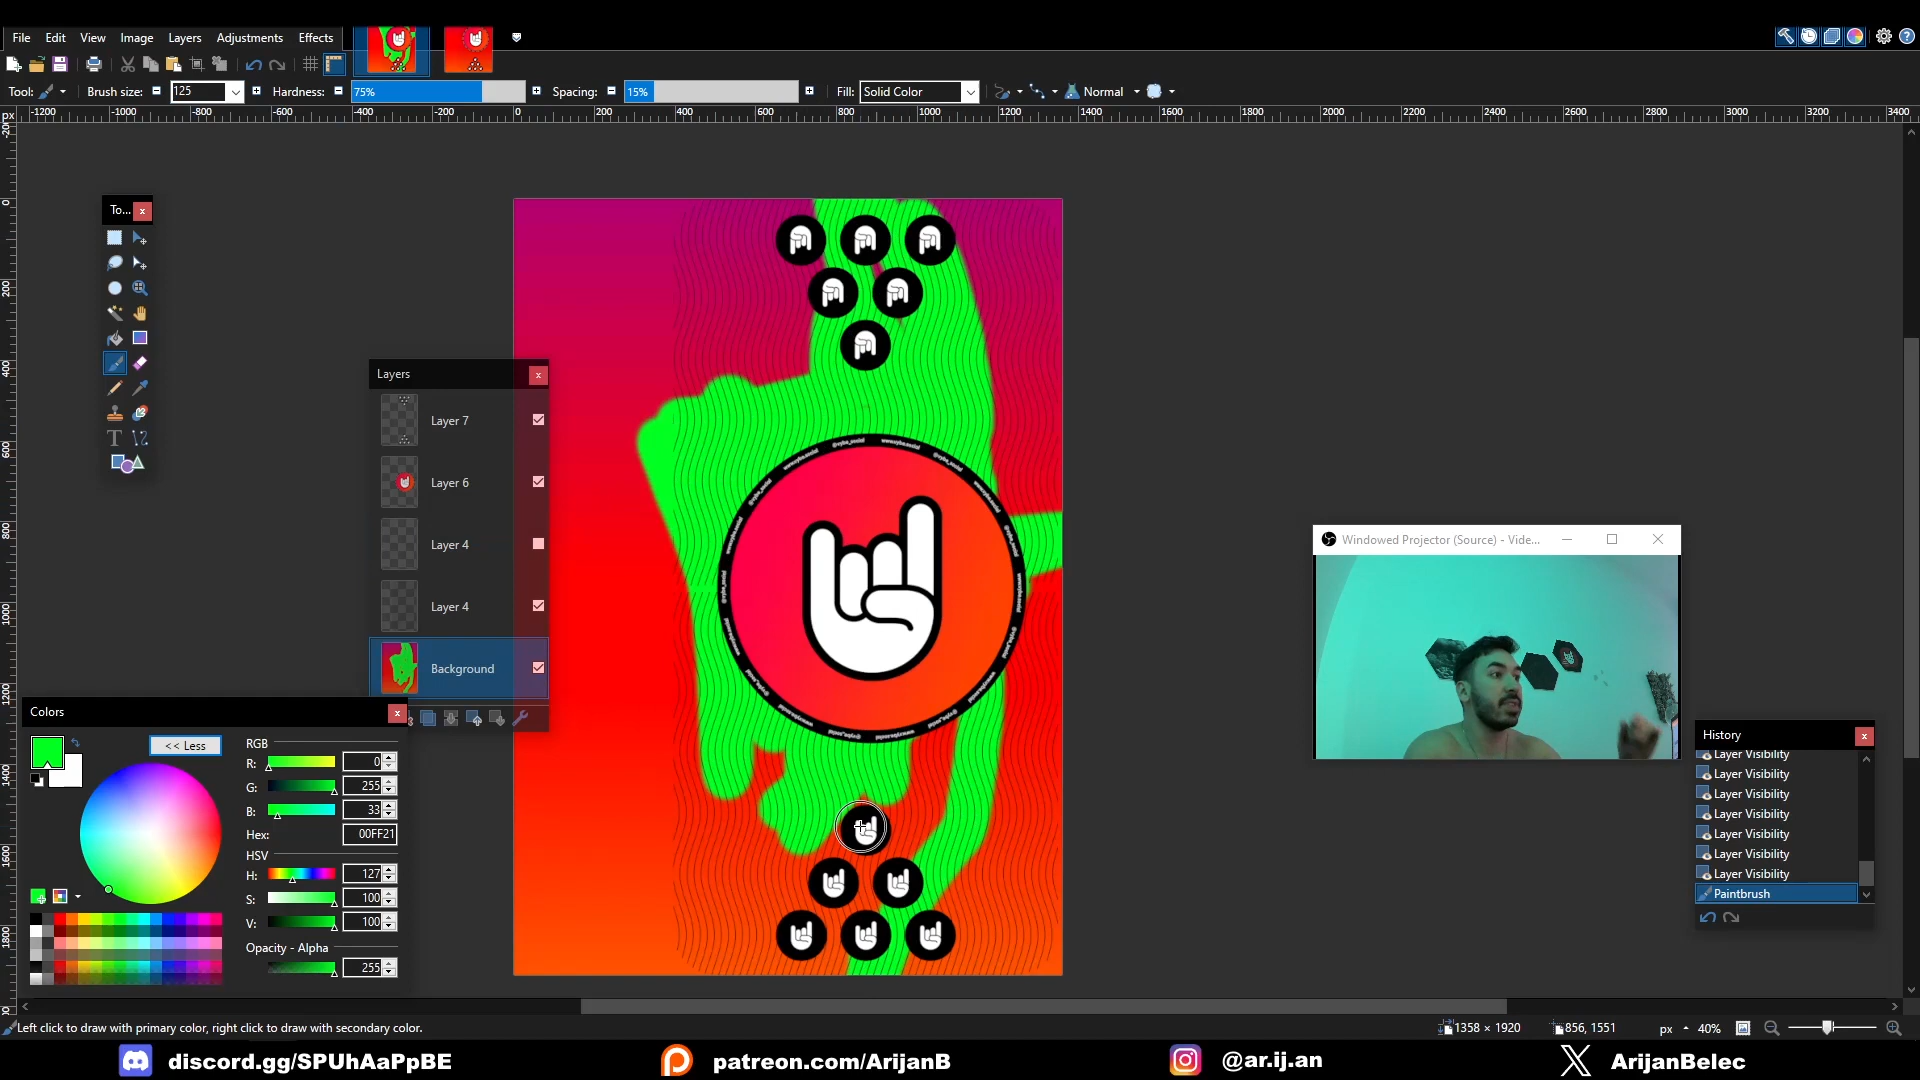 File Edit View Image Layers Adjustments Effects
Tool: Brush size: 125 Hardness: 75% Spacing: 15% Fill: Solid Color Normal
px -1200 -1000 -800 -600 -400 -200 0 200 400 600 800 1000 1200 1400 1600 1800 2000 2200 2400 2600 2800 3000 3200 3400
To... x
Layers x
Layer 7
Layer 6
Layer 4
Layer 4
Background
Colors x
<< Less
RGB
R: 0
G: 255
B: 33
Hex: 00FF21
HSV
H: 127
S: 100
V: 100
Opacity - Alpha
255
Windowed Projector (Source) - Vide...
History x
Layer Visibility
Layer Visibility
Layer Visibility
Layer Visibility
Layer Visibility
Layer Visibility
Layer Visibility
Paintbrush
Left click to draw with primary color, right click to draw with secondary color.
1358 × 1920 856, 1551 px 40%
discord.gg/SPUhAaPpBE patreon.com/ArijanB @ar.ij.an ArijanBelec